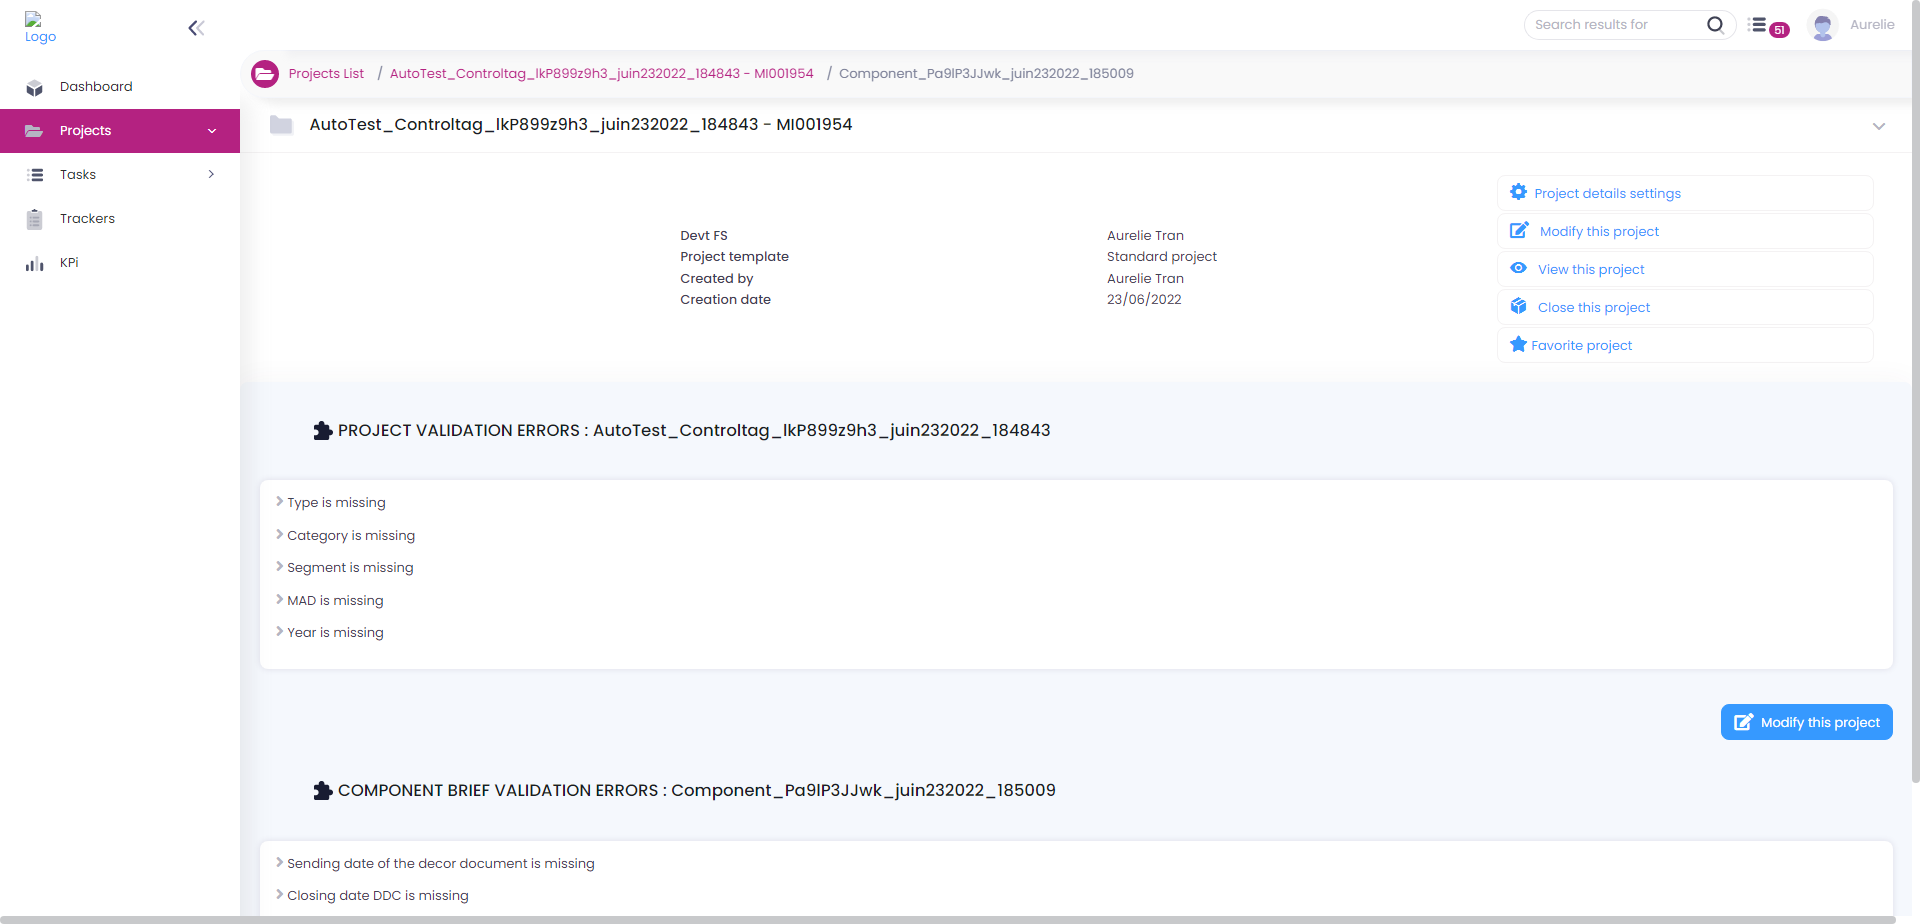 Logo
Search results for
51
Aurelie
Dashboard
Projects
Tasks
Trackers
KPi
Projects List / AutoTest_Controltag_lkP899z9h3_juin232022_184843 - MI001954 / Component_Pa9lP3JJwk_juin232022_185009
AutoTest_Controltag_lkP899z9h3_juin232022_184843 - MI001954
Devt FS Aurelie Tran
Project template Standard project
Created by Aurelie Tran
Creation date 23/06/2022
Project details settings
Modify this project
View this project
Close this project
Favorite project
PROJECT VALIDATION ERRORS : AutoTest_Controltag_lkP899z9h3_juin232022_184843
Type is missing
Category is missing
Segment is missing
MAD is missing
Year is missing
Modify this project
COMPONENT BRIEF VALIDATION ERRORS : Component_Pa9lP3JJwk_juin232022_185009
Sending date of the decor document is missing
Closing date DDC is missing